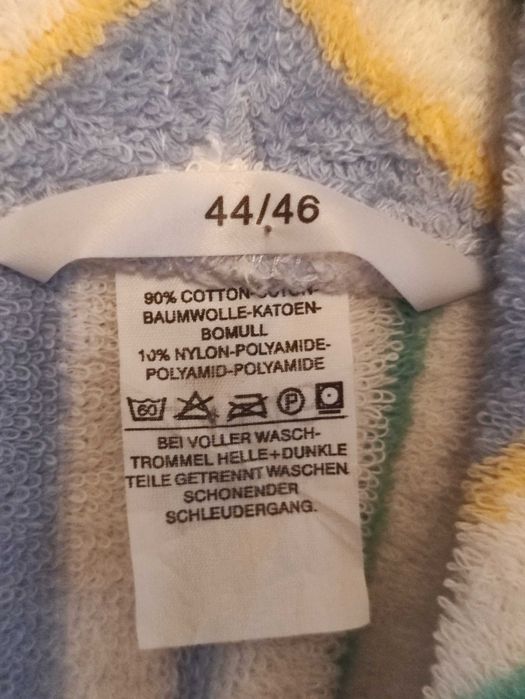 44/46
90% COTTON-COTON-
BAUMWOLLE-KATOEN-
BOMULL
10% NYLON-POLYAMIDE-
POLYAMID-POLYAMIDE
60 P
BEI VOLLER WASCH-
TROMMEL HELLE+DUNKLE
TEILE GETRENNT WASCHEN
SCHONENDER
SCHLEUDERGANG.